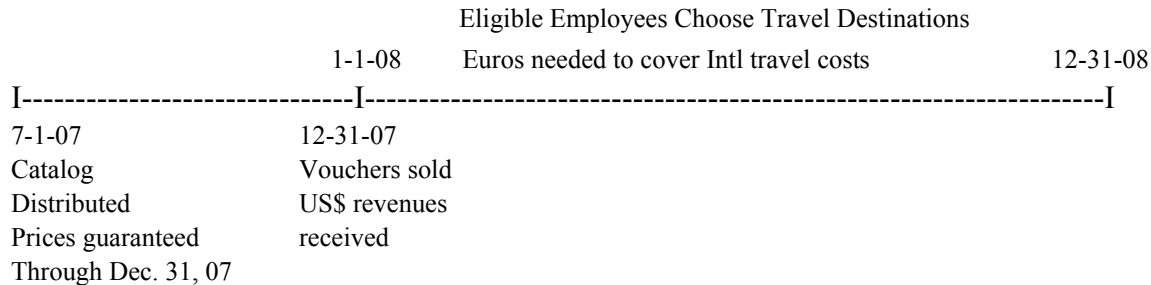 Eligible Employees Choose Travel Destinations
1-1-08 Euros needed to cover Intl travel costs 12-31-08
I-------------------------------I---------------------------------------------------------------------I
7-1-07 12-31-07
Catalog Vouchers sold
Distributed US$ revenues
Prices guaranteed received
Through Dec. 31, 07